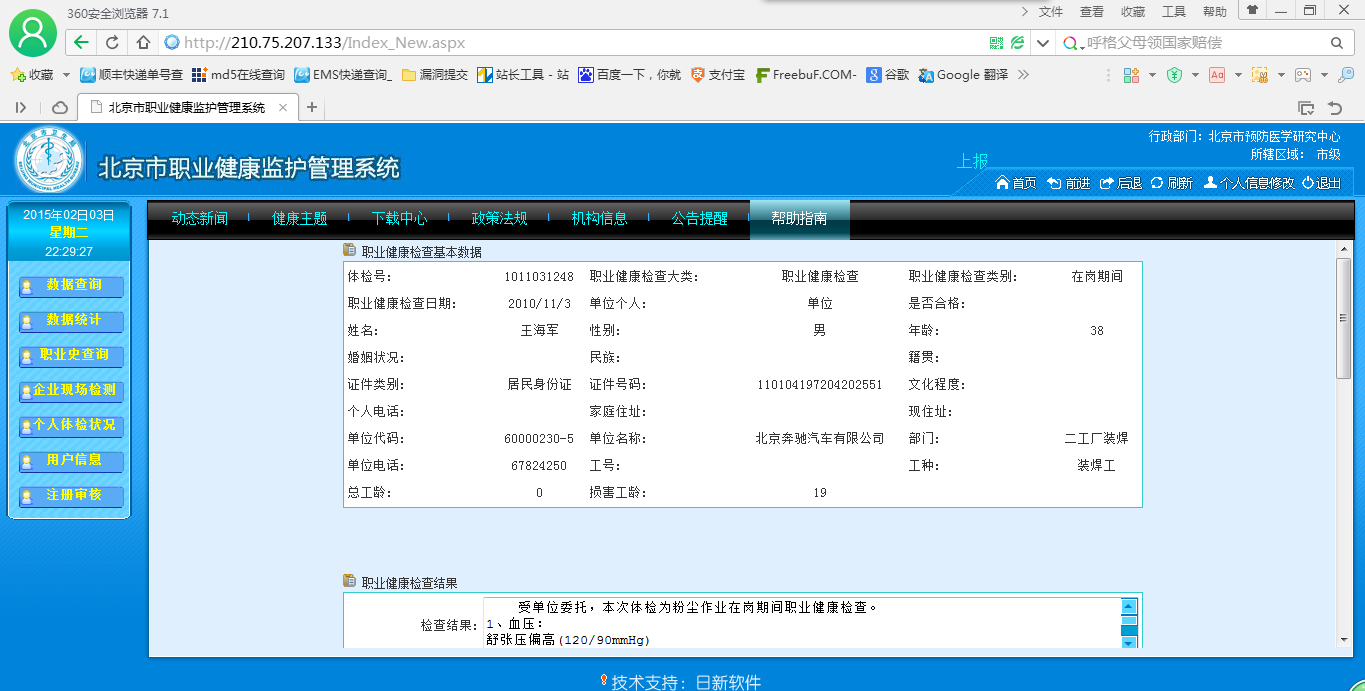 360安全浏览器 7.1
文件 查看 收藏 工具 帮助
http://210.75.207.133/Index_New.aspx
呼格父母领国家赔偿
收藏 顺丰快递单号查 md5在线查询 EMS快递查询_ 漏洞提交 站长工具 - 站 百度一下，你就 支付宝 FreebuF.COM- 谷歌 Google 翻译
北京市职业健康监护管理系统
行政部门：北京市预防医学研究中心
所辖区域： 市级
北京市职业健康监护管理系统
上报
首页 前进 后退 刷新 个人信息修改 退出
2015年02日03日
星期二
22:29:27
动态新闻 健康主题 下载中心 政策法规 机构信息 公告提醒 帮助指南
数据查询
数据统计
职业史查询
企业现场检测
个人体检状况
用户信息
注册审核
职业健康检查基本数据
体检号： 1011031248 职业健康检查大类： 职业健康检查 职业健康检查类别： 在岗期间
职业健康检查日期： 2010/11/3 单位个人： 单位 是否合格：
姓名： 王海军 性别： 男 年龄： 38
婚姻状况： 民族： 籍贯：
证件类别： 居民身份证 证件号码： 110104197204202551 文化程度：
个人电话： 家庭住址： 现住址：
单位代码： 60000230-5 单位名称： 北京奔驰汽车有限公司 部门： 二工厂装焊
单位电话： 67824250 工号： 工种： 装焊工
总工龄： 0 损害工龄： 19
职业健康检查结果
受单位委托，本次体检为粉尘作业在岗期间职业健康检查。
检查结果： 1、血压：
舒张压偏高(120/90mmHg)
技术支持：日新软件